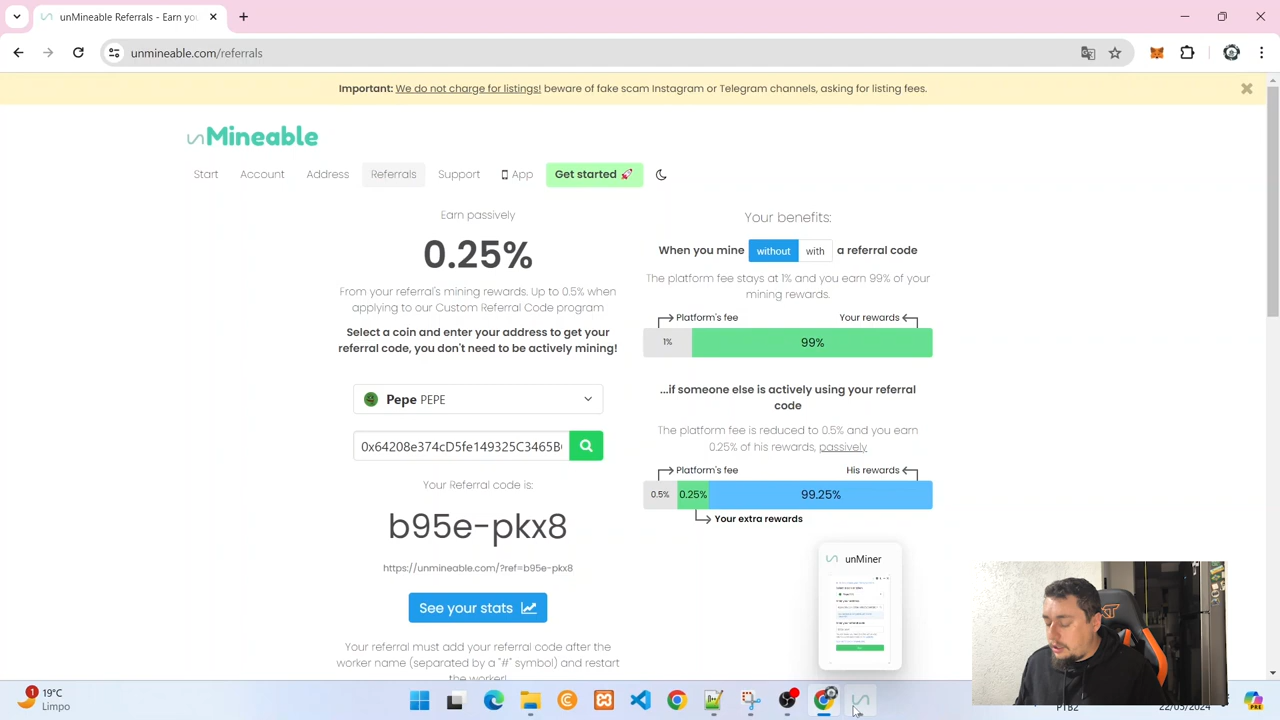 unMineable Referrals - Earn you
unmineable.com/referrals
Important: We do not charge for listings! beware of fake scam Instagram or Telegram channels, asking for listing fees.
unMineable
Start
Account
Address
Referrals
Support
App
Get started 🚀
Earn passively
0.25%
From your referral's mining rewards. Up to 0.5% when
applying to our Custom Referral Code program
Select a coin and enter your address to get your
referral code, you don't need to be actively mining!
Pepe PEPE
0x64208e374cD5fe149325C3465B
Your Referral code is:
b95e-pkx8
https://unmineable.com/?ref=b95e-pkx8
See your stats
Your referral must add your referral code after the
worker name (separated by a "#" symbol) and restart
the worker!
Your benefits:
When you mine without with a referral code
The platform fee stays at 1% and you earn 99% of your
mining rewards.
Platform's fee
Your rewards
1%
99%
...if someone else is actively using your referral
code
The platform fee is reduced to 0.5% and you earn
0.25% of his rewards, passively
Platform's fee
His rewards
0.5%
0.25%
99.25%
Your extra rewards
unMiner
1
19°C
Limpo
PTB2
22/05/2024